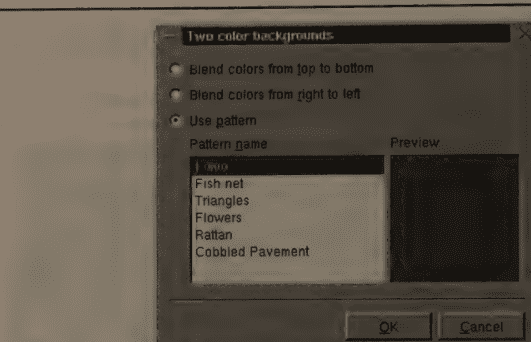 Two color backgrounds
Blend colors from top to bottom
Blend colors from right to left
Use pattern
Pattern name
Preview
Fish net
Triangles
Flowers
Rattan
Cobbled Pavement
OK
Cancel